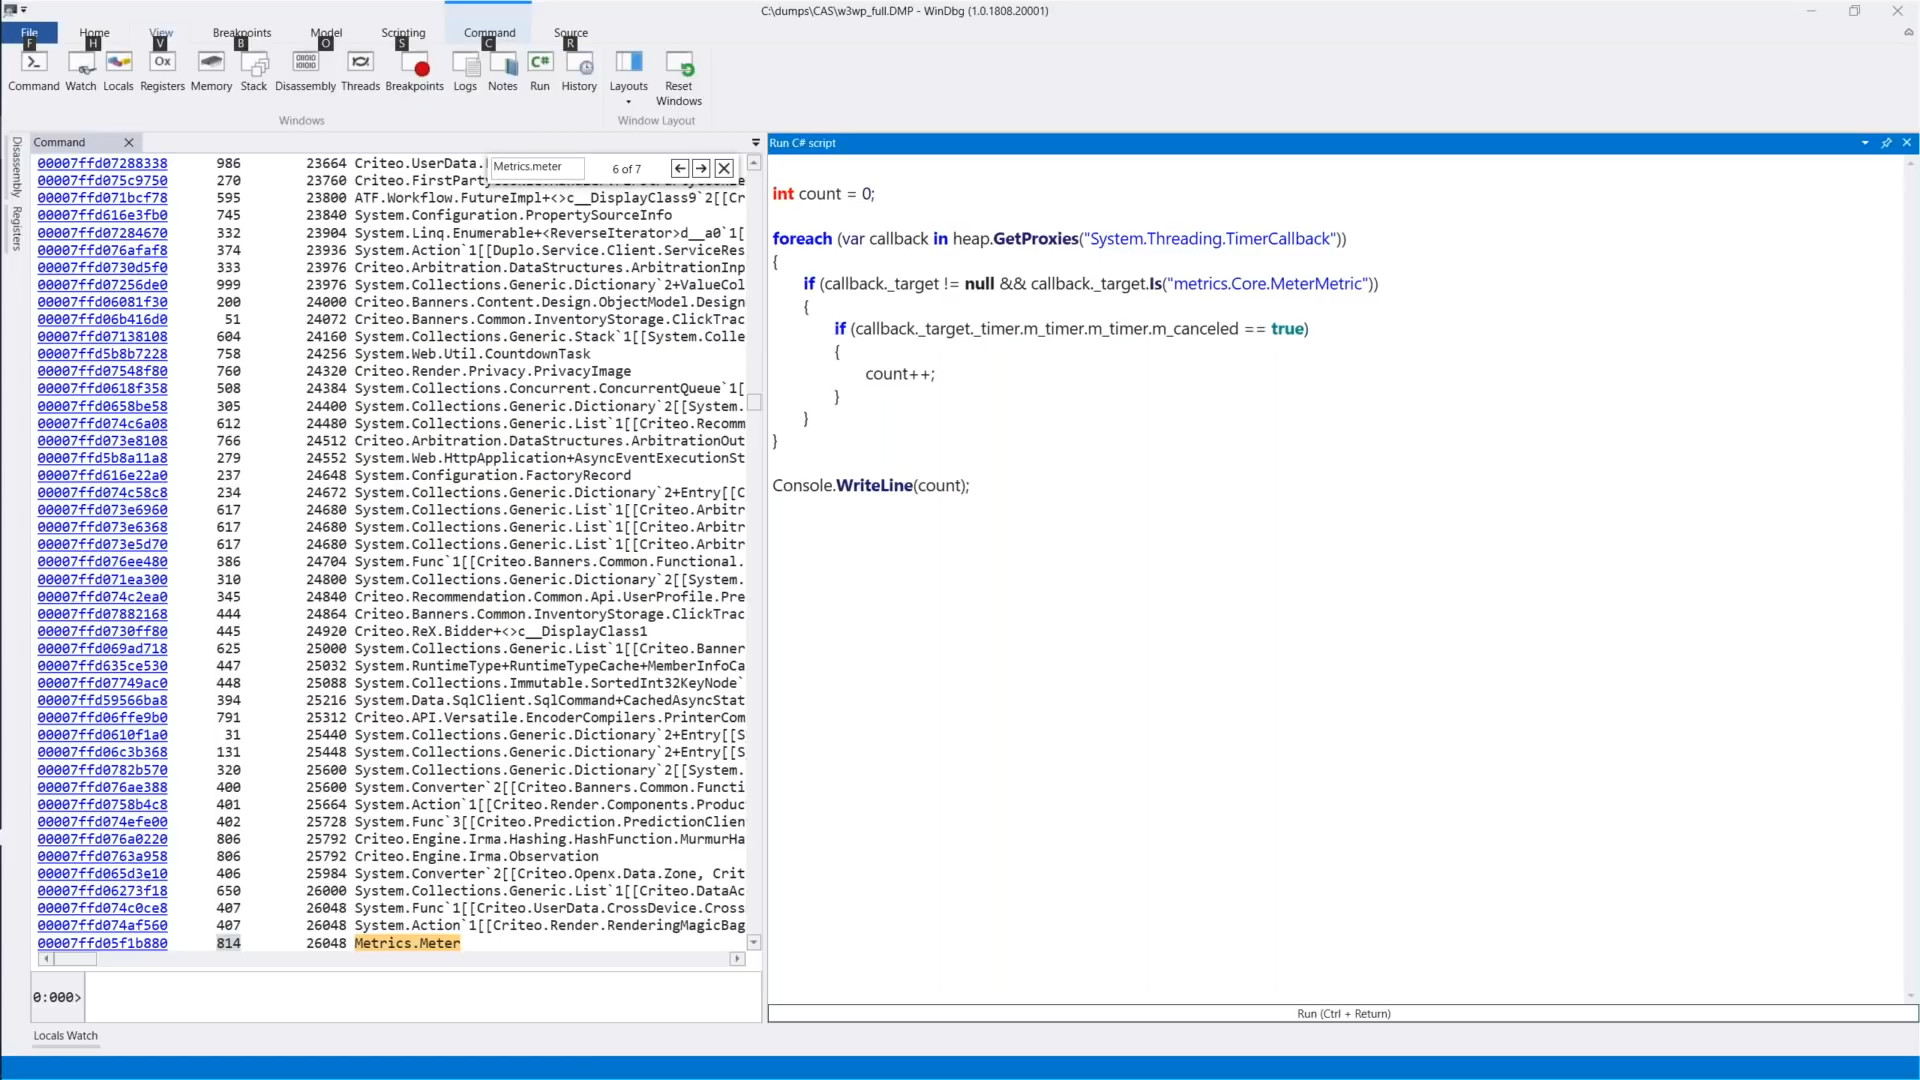 C:\dumps\CAS\w3wp_full.DMP - WinDbg (1.0.1808.20001)
File Home View Breakpoints Model Scripting Command Source
F H V B O S C R
Command Watch Locals Registers Memory Stack Disassembly Threads Breakpoints Logs Notes Run History Layouts Reset Windows
Windows Window Layout
Disassembly Registers
Command
Metrics.meter 6 of 7
00007ffd07288338 986 23664 Criteo.UserData.
00007ffd075c9750 270 23760
00007ffd071bcf78 595 23800 ATF.Workflow.FutureImpl+<>c__DisplayClass9`2[[Cr
00007ffd616e3fb0 745 23840 System.Configuration.PropertySourceInfo
00007ffd07284670 332 23904 System.Linq.Enumerable+<ReverseIterator>d__a0`1[
00007ffd076afaf8 374 23936 System.Action`1[[Duplo.Service.Client.ServiceRes
00007ffd0730d5f0 333 23976 Criteo.Arbitration.DataStructures.ArbitrationInp
00007ffd07256de0 999 23976 System.Collections.Generic.Dictionary`2+ValueCol
00007ffd06081f30 200 24000 Criteo.Banners.Content.Design.ObjectModel.Design
00007ffd06b416d0 51 24072 Criteo.Banners.Common.InventoryStorage.ClickTrac
00007ffd07138108 604 24160 System.Collections.Generic.Stack`1[[System.Colle
00007ffd5b8b7228 758 24256 System.Web.Util.CountdownTask
00007ffd07548f80 760 24320 Criteo.Render.Privacy.PrivacyImage
00007ffd0618f358 508 24384 System.Collections.Concurrent.ConcurrentQueue`1[
00007ffd0658be58 305 24400 System.Collections.Generic.Dictionary`2[[System.
00007ffd074c6a08 612 24480 System.Collections.Generic.List`1[[Criteo.Recomm
00007ffd073e8108 766 24512 Criteo.Arbitration.DataStructures.ArbitrationOut
00007ffd5b8a11a8 279 24552 System.Web.HttpApplication+AsyncEventExecutionSt
00007ffd616e22a0 237 24648 System.Configuration.FactoryRecord
00007ffd074c58c8 234 24672 System.Collections.Generic.Dictionary`2+Entry[[C
00007ffd073e6960 617 24680 System.Collections.Generic.List`1[[Criteo.Arbitr
00007ffd073e6368 617 24680 System.Collections.Generic.List`1[[Criteo.Arbitr
00007ffd073e5d70 617 24680 System.Collections.Generic.List`1[[Criteo.Arbitr
00007ffd076ee480 386 24704 System.Func`1[[Criteo.Banners.Common.Functional.
00007ffd071ea300 310 24800 System.Collections.Generic.Dictionary`2[[System.
00007ffd074c2ea0 345 24840 Criteo.Recommendation.Common.Api.UserProfile.Pre
00007ffd07882168 444 24864 Criteo.Banners.Common.InventoryStorage.ClickTrac
00007ffd0730ff80 445 24920 Criteo.ReX.Bidder+<>c__DisplayClass1
00007ffd069ad718 625 25000 System.Collections.Generic.List`1[[Criteo.Banner
00007ffd635ce530 447 25032 System.RuntimeType+RuntimeTypeCache+MemberInfoCa
00007ffd07749ac0 448 25088 System.Collections.Immutable.SortedInt32KeyNode`
00007ffd59566ba8 394 25216 System.Data.SqlClient.SqlCommand+CachedAsyncStat
00007ffd06ffe9b0 791 25312 Criteo.API.Versatile.EncoderCompilers.PrinterCom
00007ffd0610f1a0 31 25440 System.Collections.Generic.Dictionary`2+Entry[[S
00007ffd06c3b368 131 25448 System.Collections.Generic.Dictionary`2+Entry[[S
00007ffd0782b570 320 25600 System.Collections.Generic.Dictionary`2[[System.
00007ffd076ae388 400 25600 System.Converter`2[[Criteo.Banners.Common.Functi
00007ffd0758b4c8 401 25664 System.Action`1[[Criteo.Render.Components.Produc
00007ffd074efe00 402 25728 System.Func`3[[Criteo.Prediction.PredictionClien
00007ffd076a0220 806 25792 Criteo.Engine.Irma.Hashing.HashFunction.MurmurHa
00007ffd0763a958 806 25792 Criteo.Engine.Irma.Observation
00007ffd065d3e10 406 25984 System.Converter`2[[Criteo.Openx.Data.Zone, Crit
00007ffd06273f18 650 26000 System.Collections.Generic.List`1[[Criteo.DataAc
00007ffd074c0ce8 407 26048 System.Func`1[[Criteo.UserData.CrossDevice.Cross
00007ffd074af560 407 26048 System.Action`1[[Criteo.Render.RenderingMagicBag
00007ffd05f1b880 814 26048 Metrics.Meter
0:000>
Locals Watch
Run C# script
int count = 0;
foreach (var callback in heap.GetProxies("System.Threading.TimerCallback"))
{
if (callback._target != null && callback._target.Is("metrics.Core.MeterMetric"))
{
if (callback._target._timer.m_timer.m_timer.m_canceled == true)
{
count++;
}
}
}
Console.WriteLine(count);
Run (Ctrl + Return)